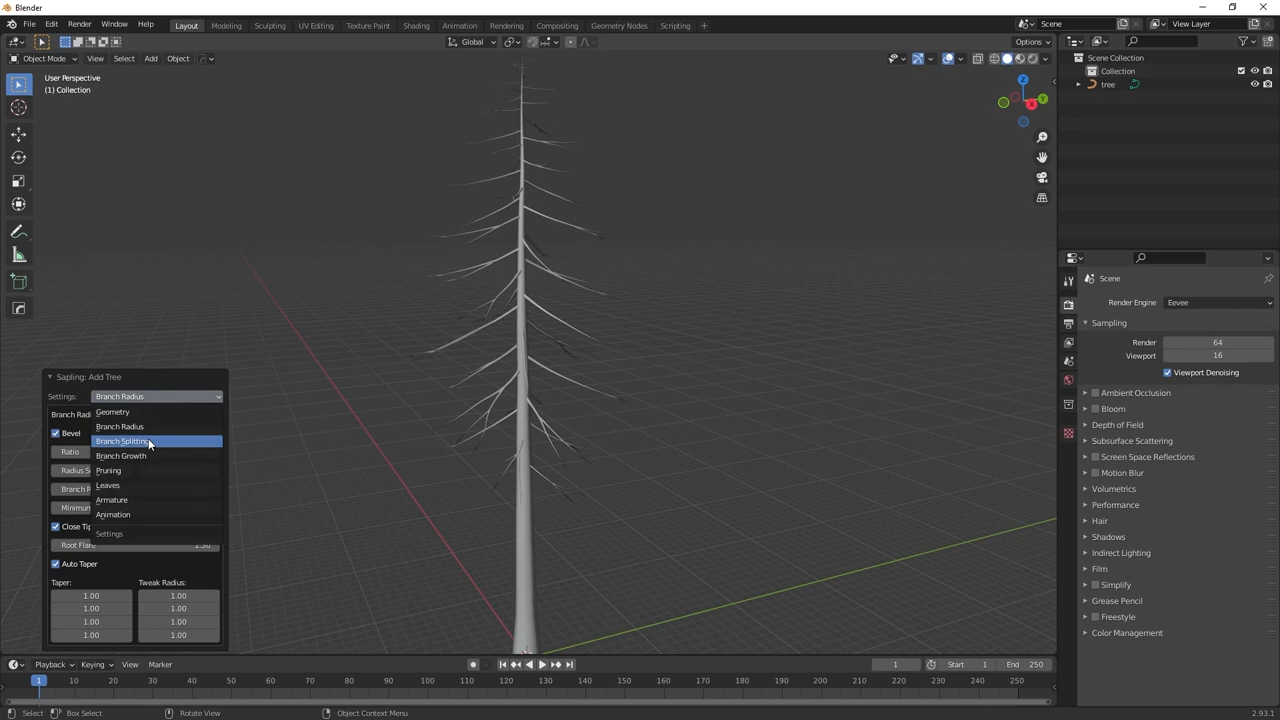 Blender
File Edit Render Window Help
Layout Modeling Sculpting UV Editing Texture Paint Shading Animation Rendering Compositing Geometry Nodes Scripting +
Scene
View Layer
Global
Options
Object Mode View Select Add Object
User Perspective
(1) Collection
Z
Y
X
Scene Collection
Collection
tree
Scene
Render Engine Eevee
Sampling
Render 64
Viewport 16
Viewport Denoising
Ambient Occlusion
Bloom
Depth of Field
Subsurface Scattering
Screen Space Reflections
Motion Blur
Volumetrics
Performance
Hair
Shadows
Indirect Lighting
Film
Simplify
Grease Pencil
Freestyle
Color Management
Sapling: Add Tree
Settings: Branch Radius
Branch Radi
Bevel
Ratio
Radius S
Branch R
Minimum
Close Tip
Root Flare 1.30
Geometry
Branch Radius
Branch Splitting
Branch Growth
Pruning
Leaves
Armature
Animation
Settings
Auto Taper
Taper: Tweak Radius:
1.00 1.00
1.00 1.00
1.00 1.00
1.00 1.00
Playback Keying View Marker
1 Start 1 End 250
1 10 20 30 40 50 60 70 80 90 100 110 120 130 140 150 160 170 180 190 200 210 220 230 240 250
Select Box Select Rotate View Object Context Menu 2.93.1